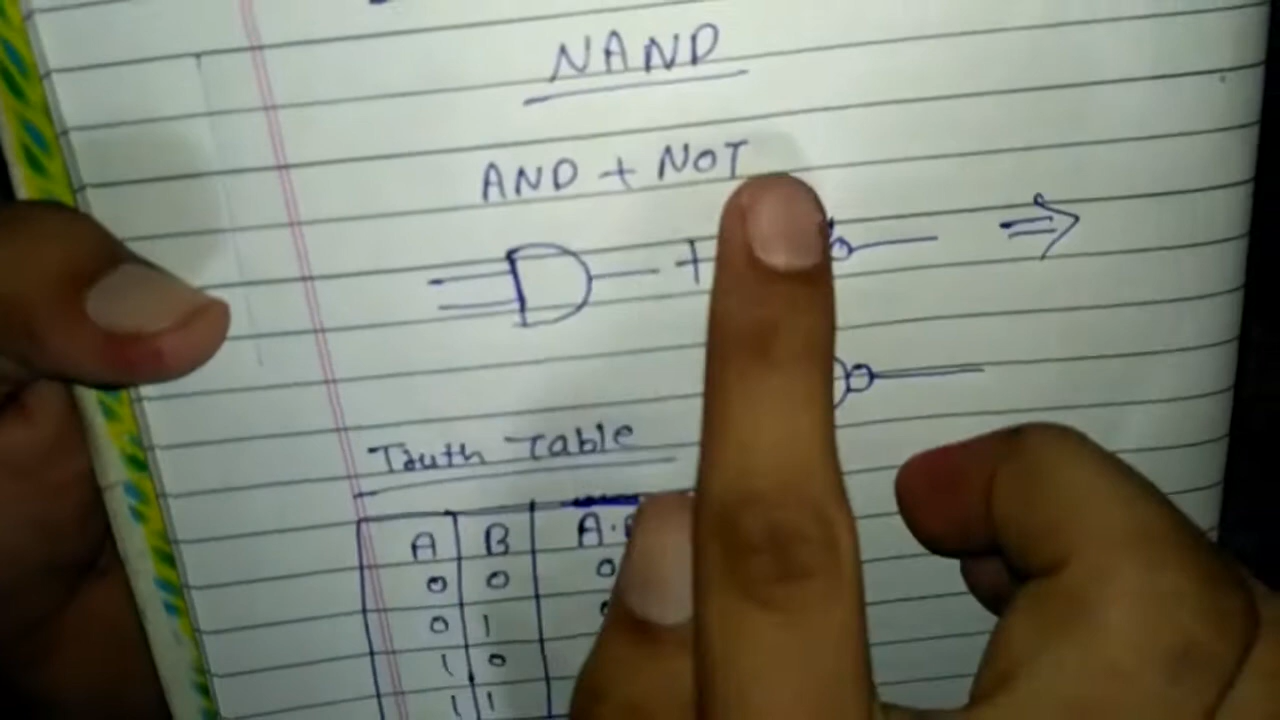 NAND
AND + NOT
+ ⇒
Truth Table
A B A.
0 0 0
0 1
1 0
1 1